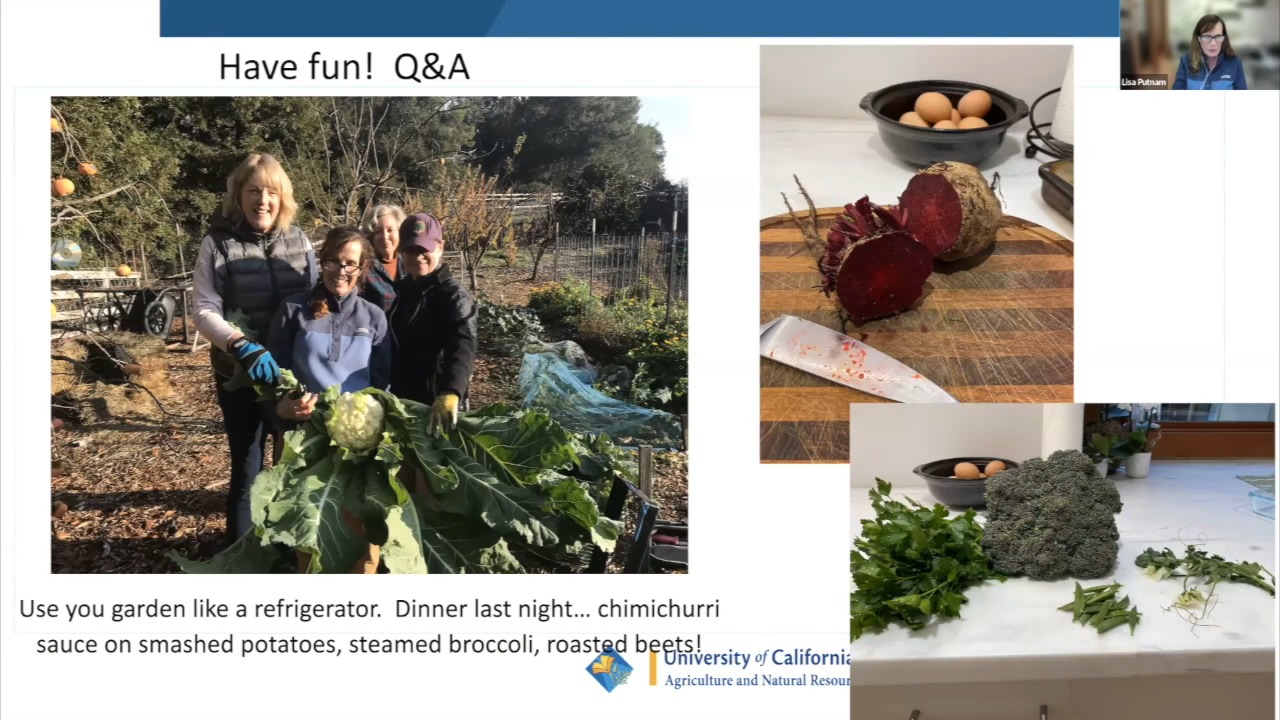 Have fun!  Q&A
Lisa Putnam
Use you garden like a refrigerator.  Dinner last night... chimichurri
sauce on smashed potatoes, steamed broccoli, roasted beets!
University of California
Agriculture and Natural Resour